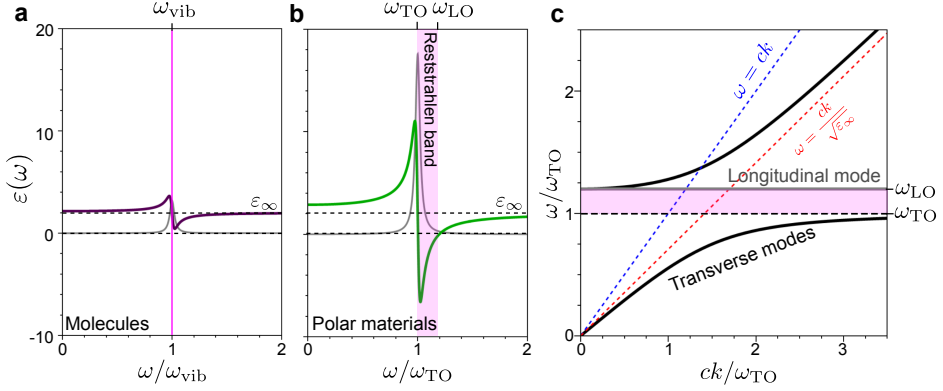 a
ω_vib
ε(ω)
20
10
0
-10
ε_∞
Molecules
0
1
2
ω/ω_vib
b
ω_TO ω_LO
Reststrahlen band
ε_∞
Polar materials
0
1
2
ω/ω_TO
c
ω/ω_TO
2
1
0
ω = ck
ω = ck/√ε_∞
Longitudinal mode
ω_LO
ω_TO
Transverse modes
0
1
2
3
ck/ω_TO